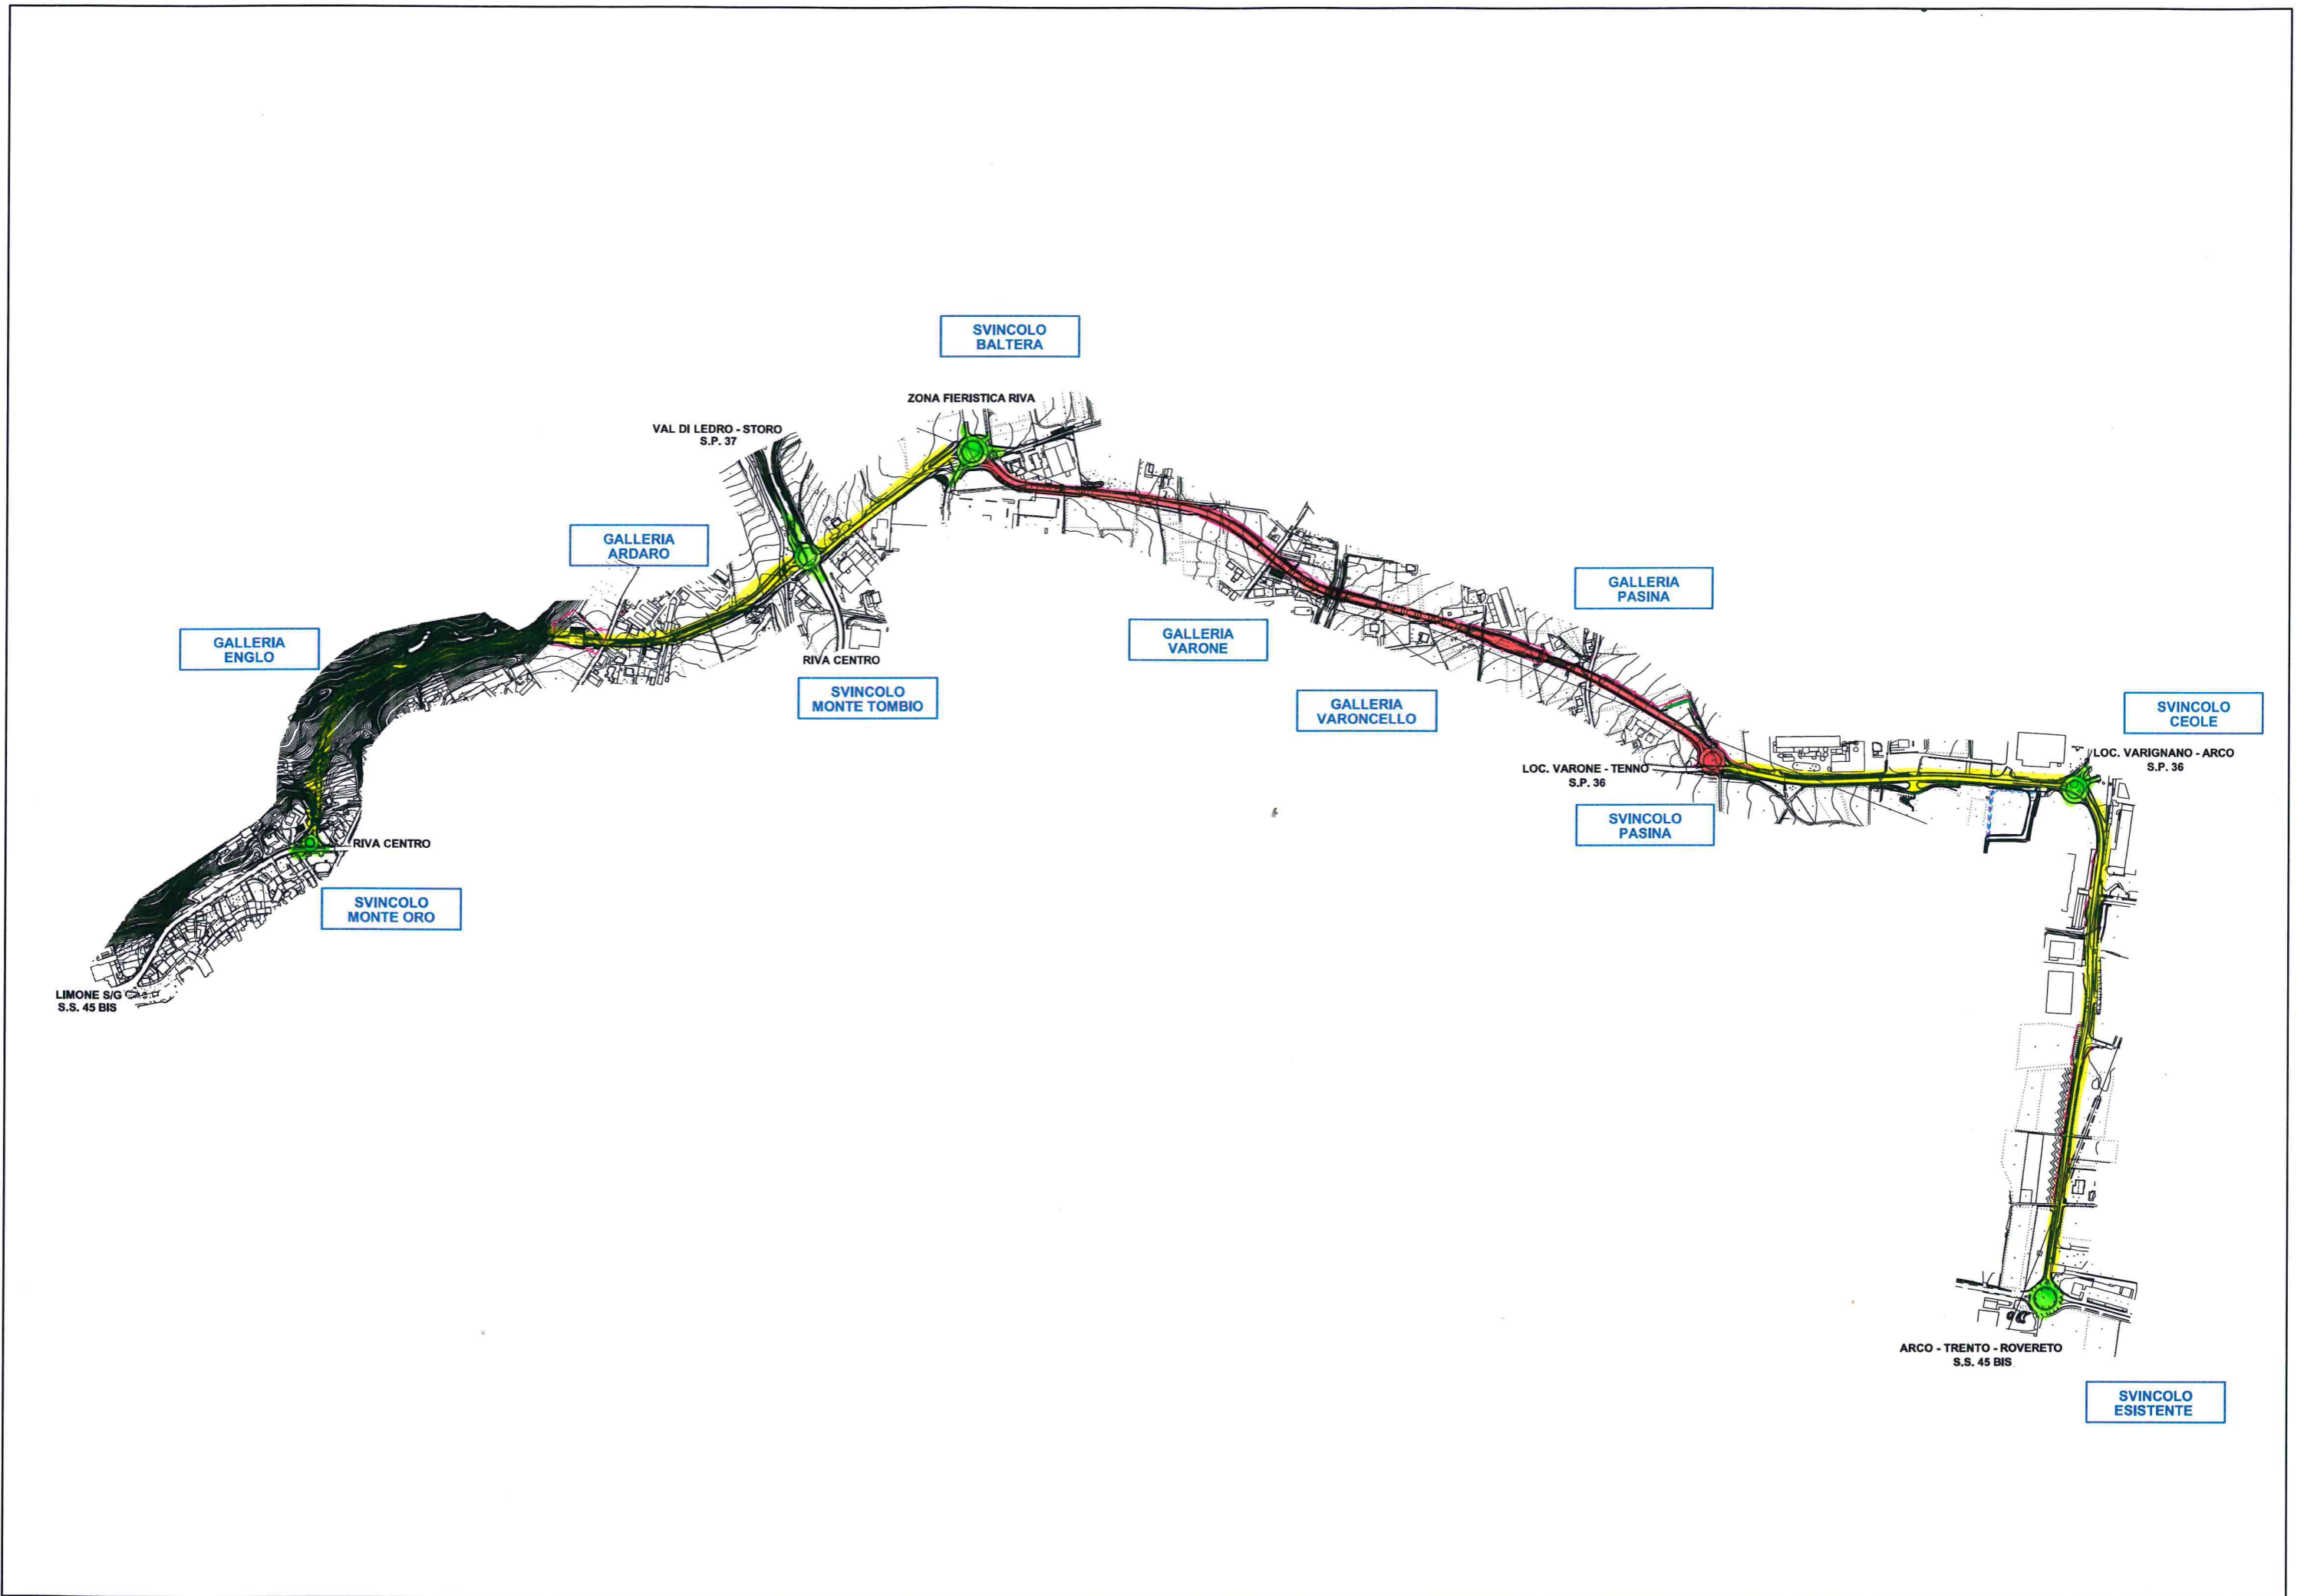 SVINCOLO
BALTERA
ZONA FIERISTICA RIVA
VAL DI LEDRO - STORO
S.P. 37
GALLERIA
ARDARO
GALLERIA
ENGLO
RIVA CENTRO
SVINCOLO
MONTE TOMBIO
GALLERIA
VARONE
GALLERIA
PASINA
GALLERIA
VARONCELLO
SVINCOLO
CEOLE
LOC. VARIGNANO - ARCO
S.P. 36
LOC. VARONE - TENNO
S.P. 36
SVINCOLO
PASINA
RIVA CENTRO
SVINCOLO
MONTE ORO
LIMONE S/G
S.S. 45 BIS
ARCO - TRENTO - ROVERETO
S.S. 45 BIS
SVINCOLO
ESISTENTE